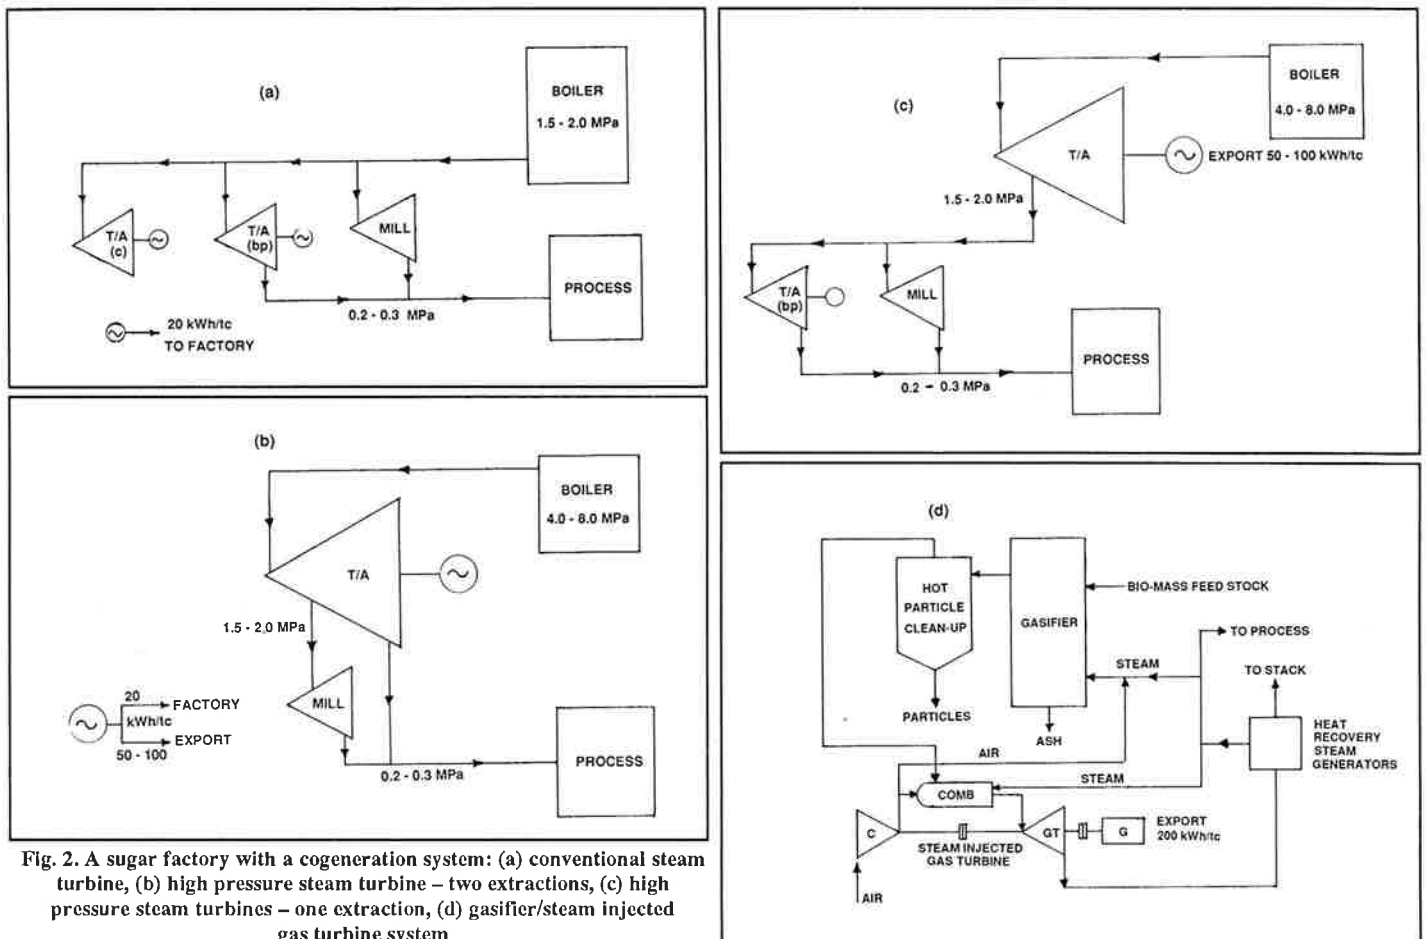 (a)
BOILER
1.5 - 2.0 MPa
T/A
(c)
T/A
(bp)
MILL
PROCESS
0.2 - 0.3 MPa
20 kWh/tc
TO FACTORY
(b)
BOILER
4.0 - 8.0 MPa
T/A
1.5 - 2.0 MPa
MILL
20
FACTORY
kWh/tc
EXPORT
50 - 100
0.2 - 0.3 MPa
PROCESS
(c)
BOILER
4.0 - 8.0 MPa
T/A
EXPORT 50 - 100 kWh/tc
1.5 - 2.0 MPa
T/A
(bp)
MILL
PROCESS
0.2 - 0.3 MPa
(d)
HOT
PARTICLE
CLEAN-UP
GASIFIER
BIO-MASS FEED STOCK
TO PROCESS
STEAM
TO STACK
PARTICLES
ASH
HEAT
RECOVERY
STEAM
GENERATORS
AIR
STEAM
COMB
C
GT
G
EXPORT
200 kWh/tc
STEAM INJECTED
GAS TURBINE
AIR
Fig. 2. A sugar factory with a cogeneration system: (a) conventional steam
turbine, (b) high pressure steam turbine – two extractions, (c) high
pressure steam turbines – one extraction, (d) gasifier/steam injected
gas turbine system